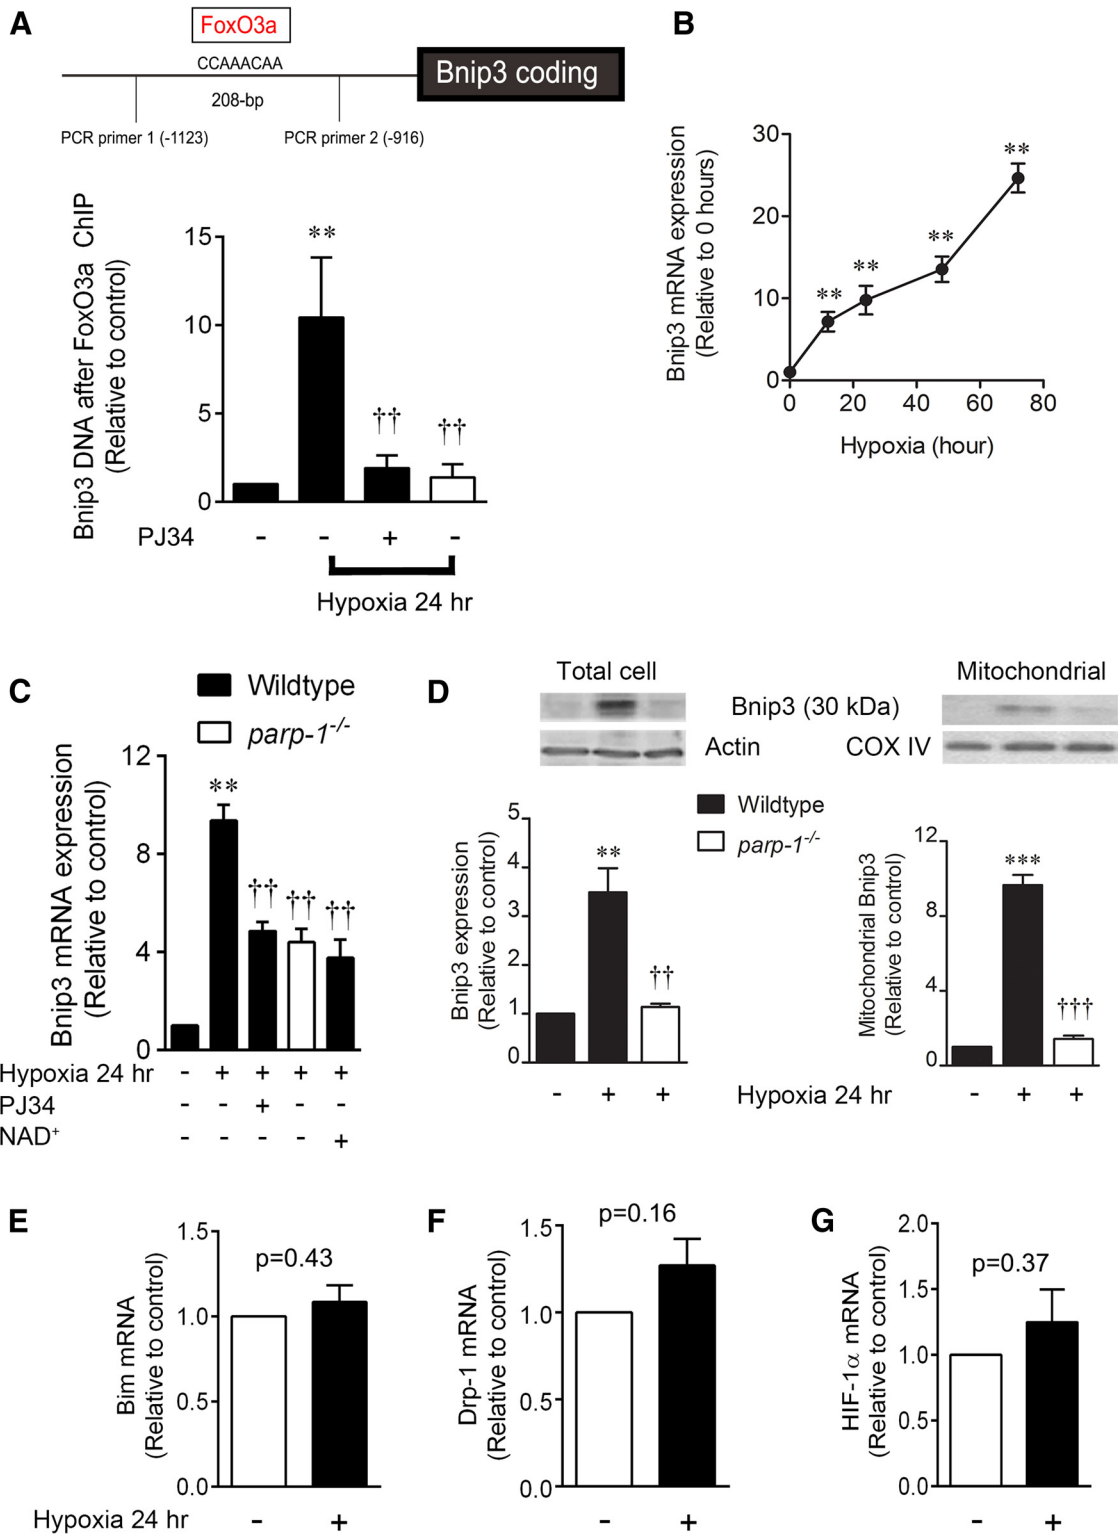 A
FoxO3a
CCAAACAA
Bnip3 coding
208-bp
PCR primer 1 (-1123)
PCR primer 2 (-916)
Bnip3 DNA after FoxO3a ChIP
(Relative to control)
15
10
5
0
**
††
††
PJ34
- - + -
Hypoxia 24 hr
B
Bnip3 mRNA expression
(Relative to 0 hours)
30
20
10
0
**
**
**
**
0 20 40 60 80
Hypoxia (hour)
C
Wildtype
parp-1-/-
Bnip3 mRNA expression
(Relative to control)
12
8
4
0
**
††
††
††
Hypoxia 24 hr - + + + +
PJ34 - - + - -
NAD+ - - - - +
D
Total cell
Mitochondrial
Bnip3 (30 kDa)
Actin
COX IV
Wildtype
parp-1-/-
Bnip3 expression
(Relative to control)
5
4
3
2
1
0
**
††
- + +
Hypoxia 24 hr
Mitochondrial Bnip3
(Relative to control)
12
8
4
0
***
†††
- + +
E
Bim mRNA
(Relative to control)
1.5
1.0
0.5
0.0
p=0.43
Hypoxia 24 hr - +
F
Drp-1 mRNA
(Relative to control)
1.5
1.0
0.5
0.0
p=0.16
- +
G
HIF-1α mRNA
(Relative to control)
2.0
1.5
1.0
0.5
0.0
p=0.37
- +